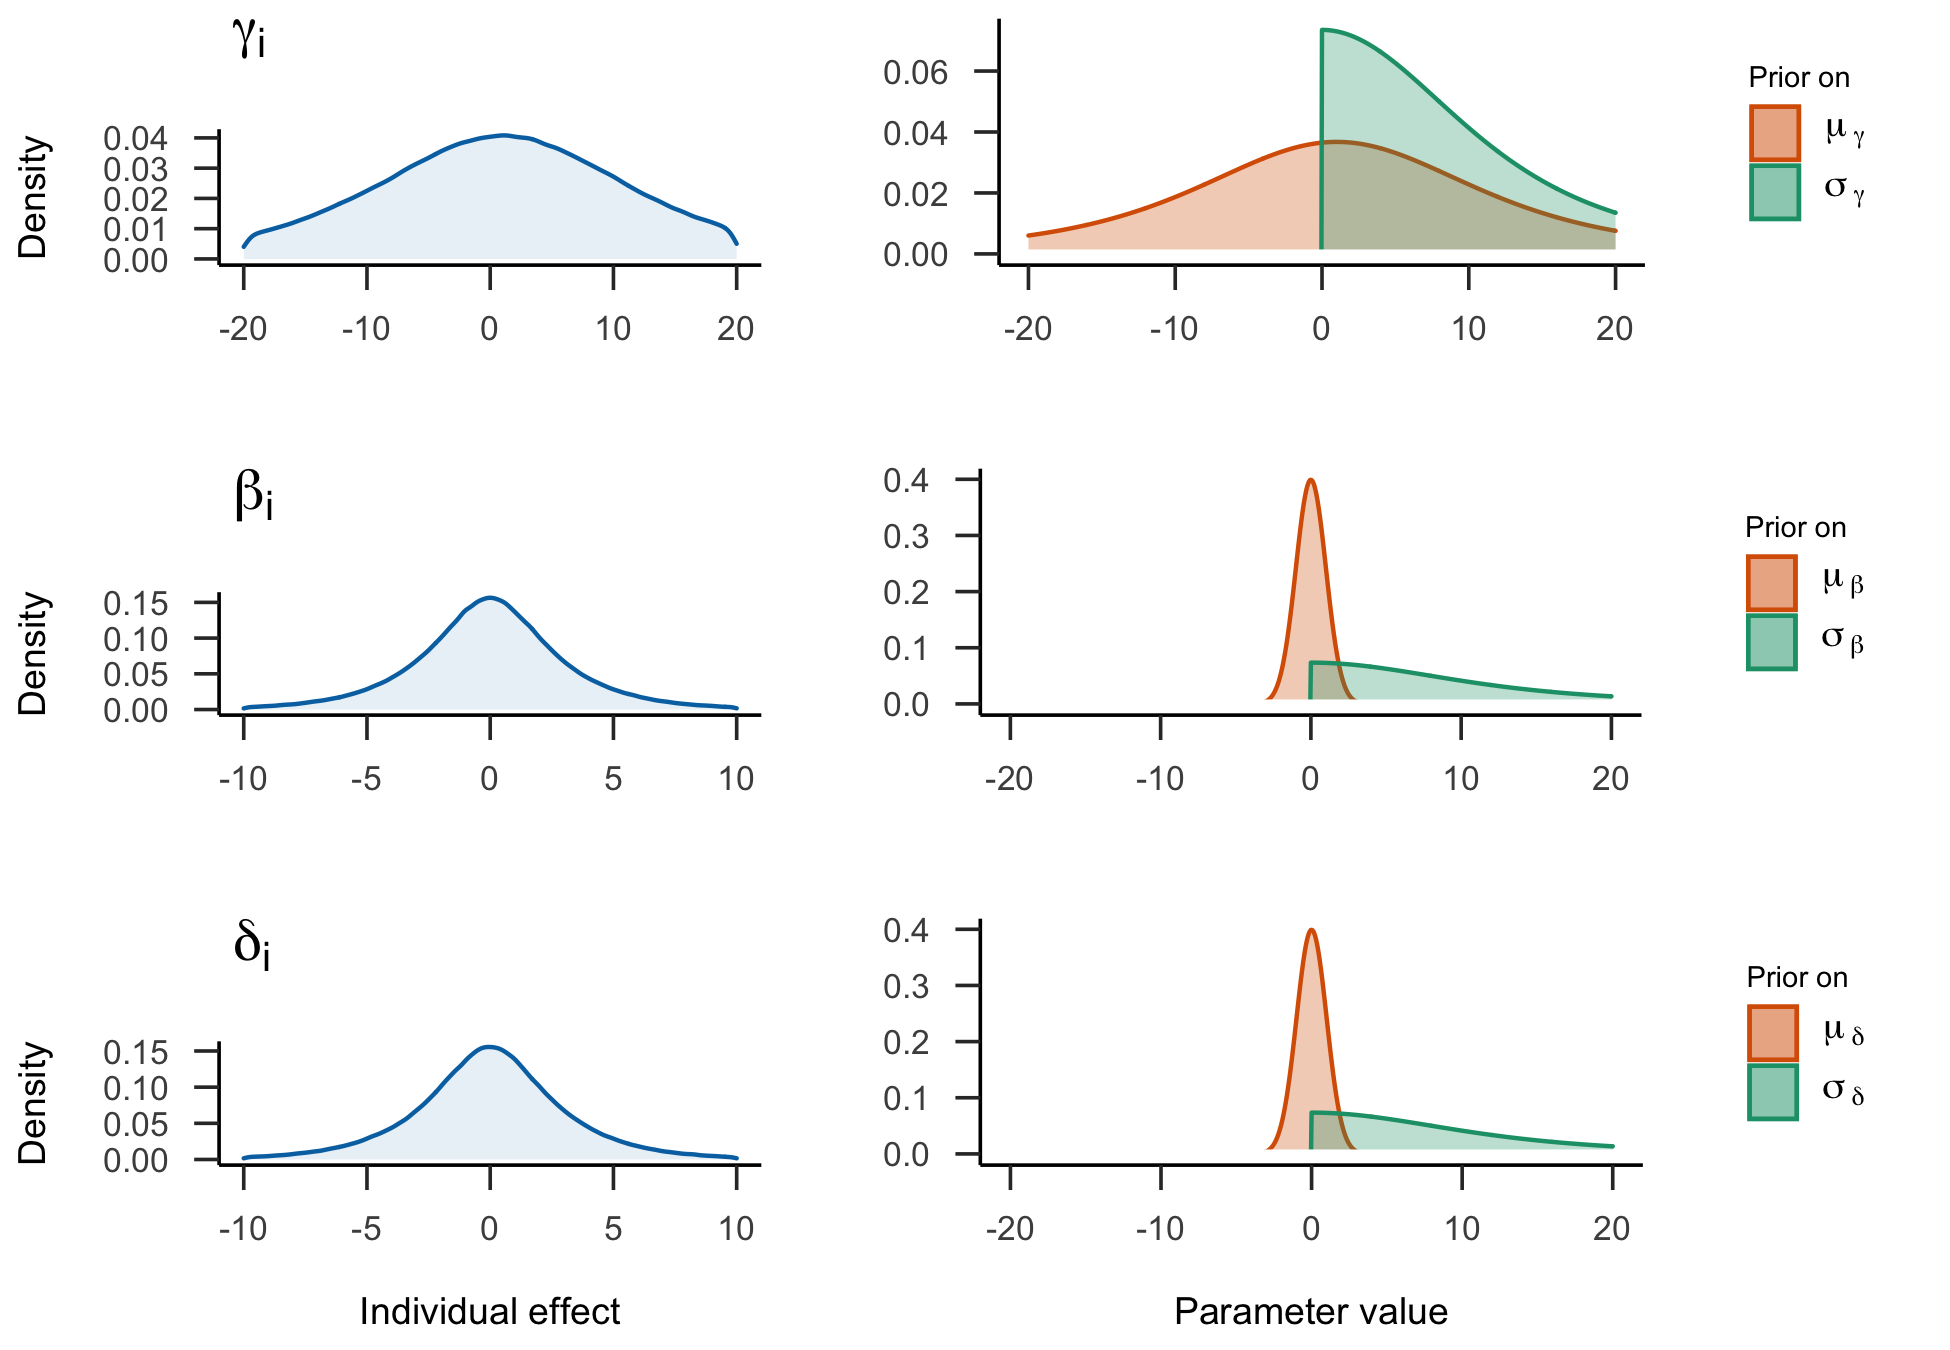 γi
Density
0.04
0.03
0.02
0.01
0.00
-20 -10 0 10 20
0.06
0.04
0.02
0.00
-20 -10 0 10 20
Prior on
μ γ
σ γ
βi
Density
0.15
0.10
0.05
0.00
-10 -5 0 5 10
0.4
0.3
0.2
0.1
0.0
-20 -10 0 10 20
Prior on
μ β
σ β
δi
Density
0.15
0.10
0.05
0.00
-10 -5 0 5 10
Individual effect
0.4
0.3
0.2
0.1
0.0
-20 -10 0 10 20
Parameter value
Prior on
μ δ
σ δ